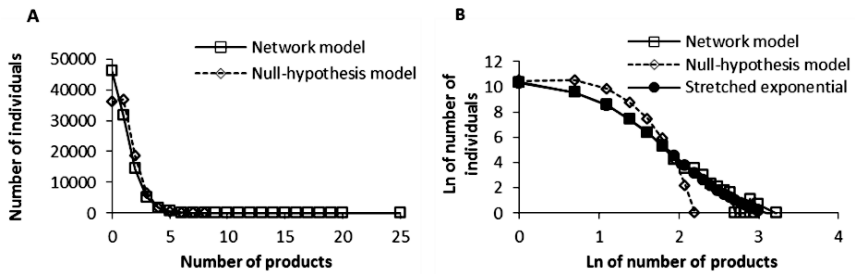 A
Network model
Null-hypothesis model
Number of individuals
50000
40000
30000
20000
10000
0
0 5 10 15 20 25
Number of products
B
Network model
Null-hypothesis model
Stretched exponential
Ln of number of
individuals
12
10
8
6
4
2
0
0 1 2 3 4
Ln of number of products